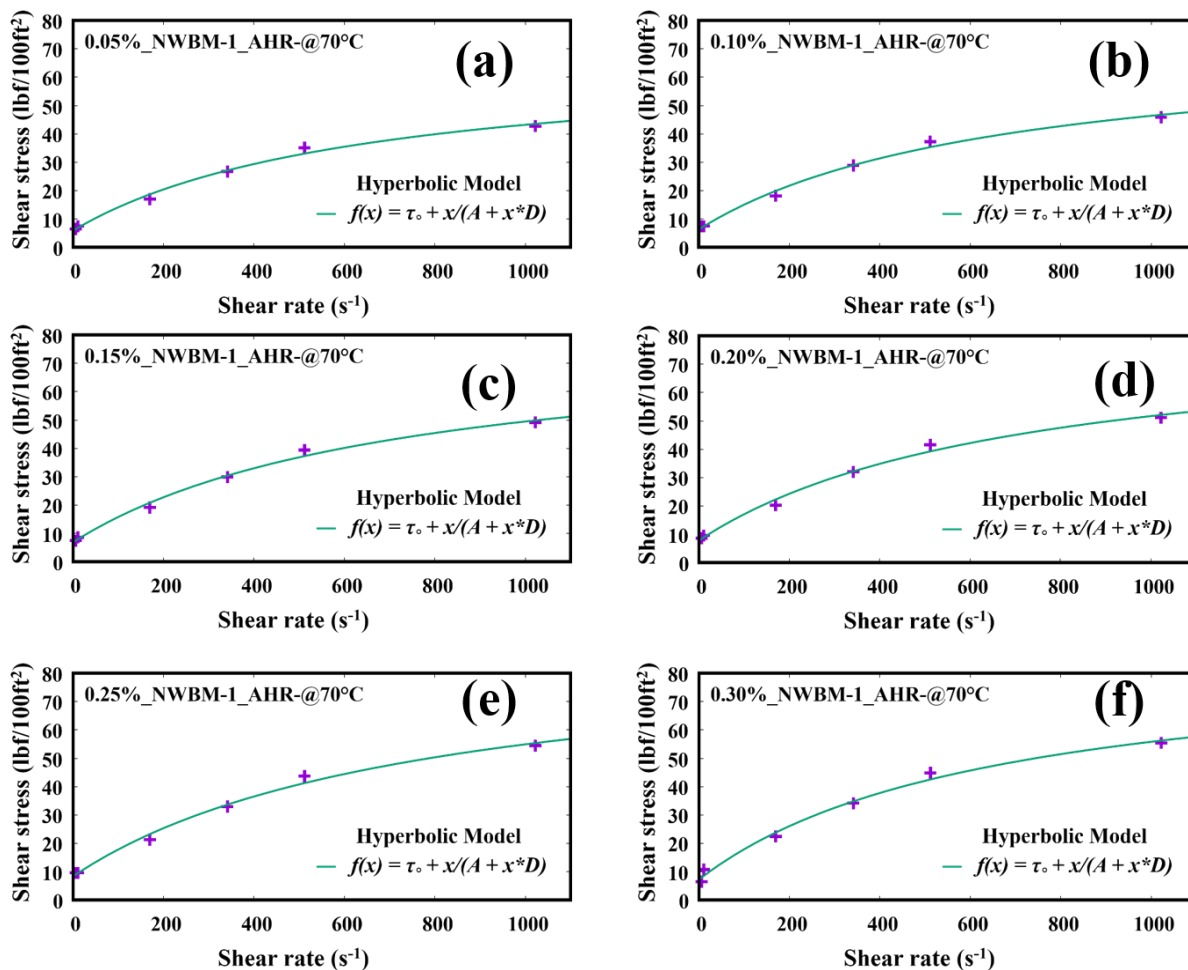 0.05%_NWBM-1_AHR-@70°C
(a)
Shear stress (lbf/100ft²)
80
70
60
50
40
30
20
10
0
Hyperbolic Model
f(x) = τ₀ + x/(A + x*D)
0 200 400 600 800 1000
Shear rate (s⁻¹)
0.10%_NWBM-1_AHR-@70°C
(b)
Shear stress (lbf/100ft²)
80
70
60
50
40
30
20
10
0
Hyperbolic Model
f(x) = τ₀ + x/(A + x*D)
0 200 400 600 800 1000
Shear rate (s⁻¹)
0.15%_NWBM-1_AHR-@70°C
(c)
Shear stress (lbf/100ft²)
80
70
60
50
40
30
20
10
0
Hyperbolic Model
f(x) = τ₀ + x/(A + x*D)
0 200 400 600 800 1000
Shear rate (s⁻¹)
0.20%_NWBM-1_AHR-@70°C
(d)
Shear stress (lbf/100ft²)
80
70
60
50
40
30
20
10
0
Hyperbolic Model
f(x) = τ₀ + x/(A + x*D)
0 200 400 600 800 1000
Shear rate (s⁻¹)
0.25%_NWBM-1_AHR-@70°C
(e)
Shear stress (lbf/100ft²)
80
70
60
50
40
30
20
10
0
Hyperbolic Model
f(x) = τ₀ + x/(A + x*D)
0 200 400 600 800 1000
Shear rate (s⁻¹)
0.30%_NWBM-1_AHR-@70°C
(f)
Shear stress (lbf/100ft²)
80
70
60
50
40
30
20
10
0
Hyperbolic Model
f(x) = τ₀ + x/(A + x*D)
0 200 400 600 800 1000
Shear rate (s⁻¹)